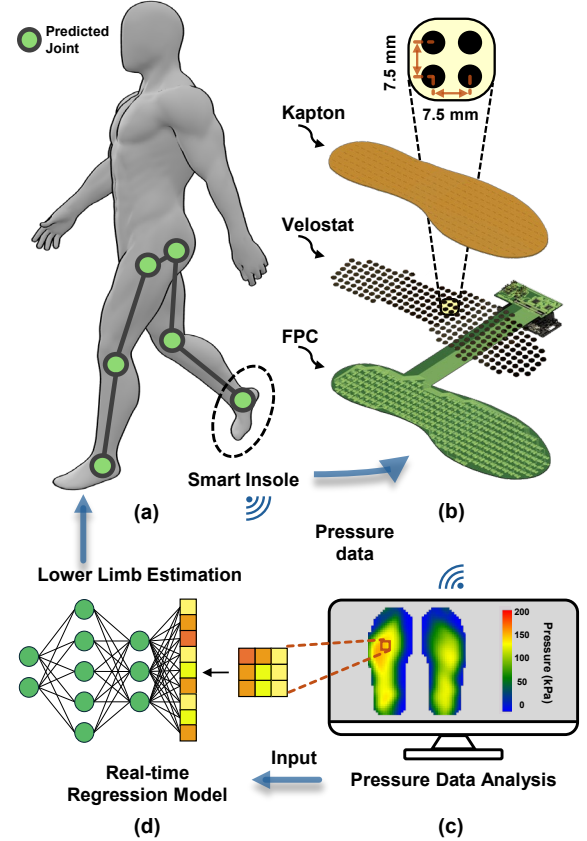 Predicted
Joint
7.5 mm
7.5 mm
Kapton
Velostat
FPC
Smart Insole
(a)
(b)
Pressure
data
Lower Limb Estimation
200
150
100
50
0
Pressure
(kPa)
Input
Real-time
Regression Model
Pressure Data Analysis
(d)
(c)